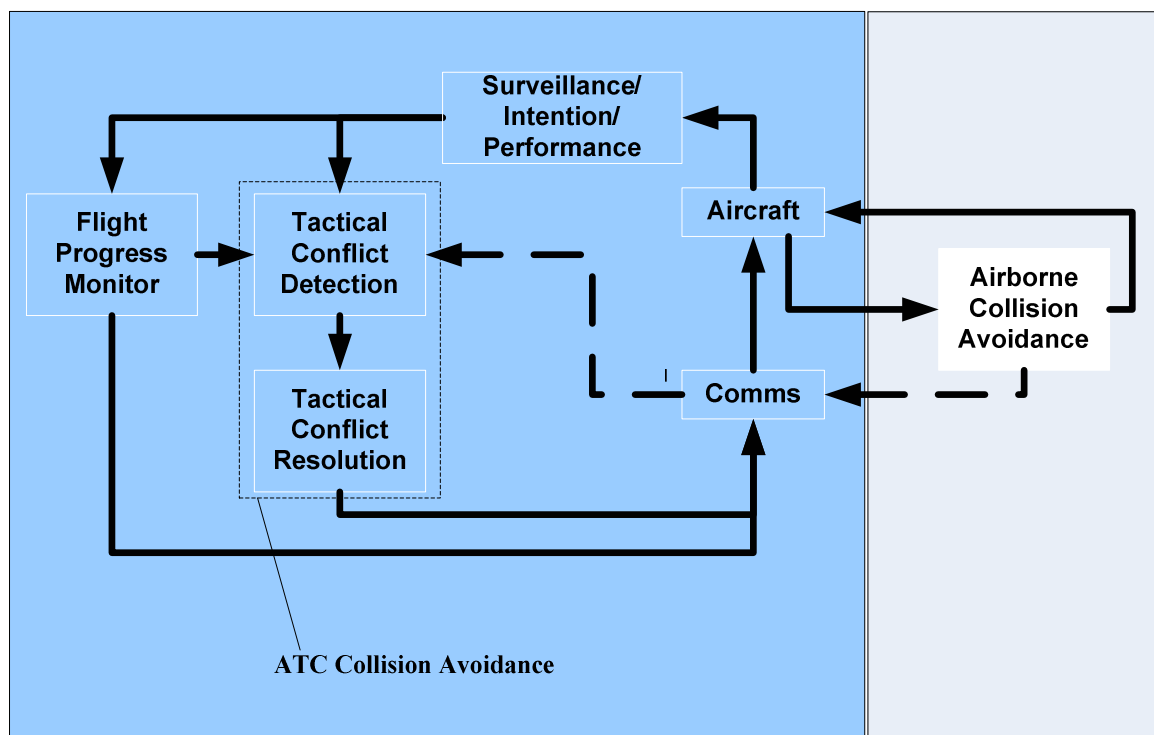 Surveillance/
Intention/
Performance
Flight
Progress
Monitor
Tactical
Conflict
Detection
Aircraft
Airborne
Collision
Avoidance
Tactical
Conflict
Resolution
Comms
ATC Collision Avoidance